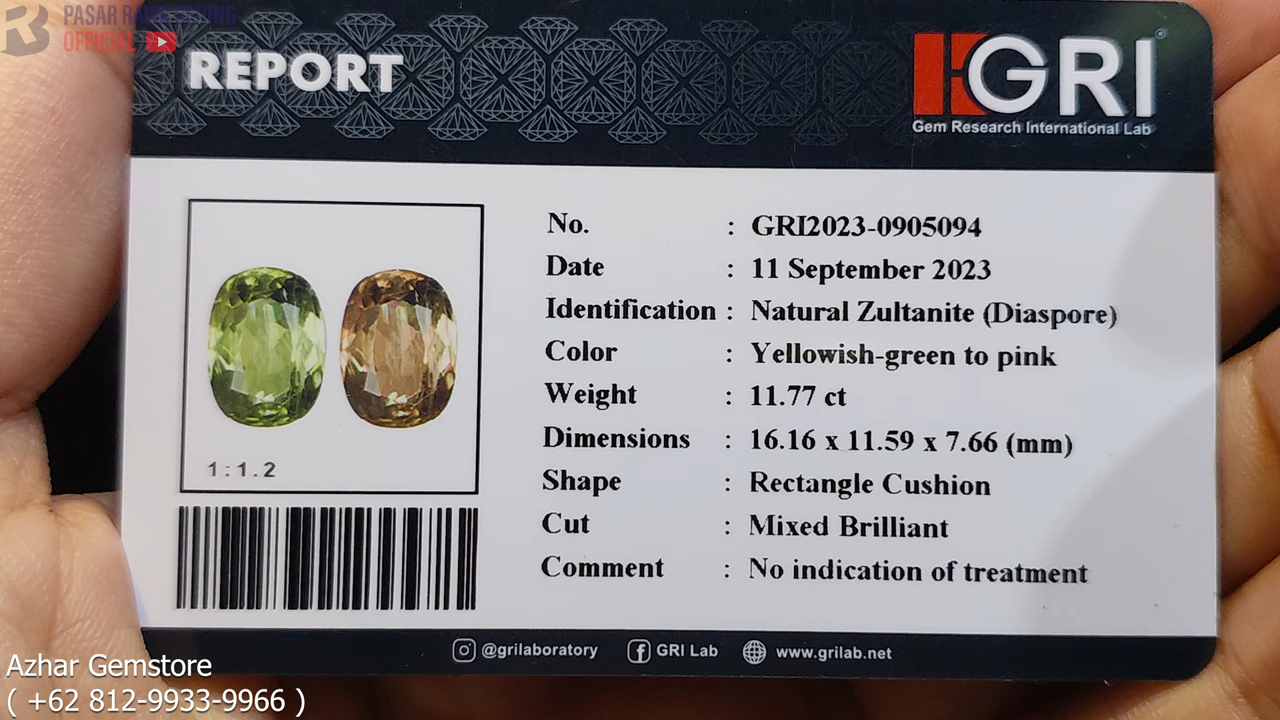 PASAR RAWA BENING
OFFICIAL
REPORT
GRI
Gem Research International Lab
No. : GRI2023-0905094
Date : 11 September 2023
Identification : Natural Zultanite (Diaspore)
Color : Yellowish-green to pink
Weight : 11.77 ct
Dimensions : 16.16 x 11.59 x 7.66 (mm)
Shape : Rectangle Cushion
Cut : Mixed Brilliant
Comment : No indication of treatment
1:1.2
@grilaboratory GRI Lab www.grilab.net
Azhar Gemstore
( +62 812-9933-9966 )